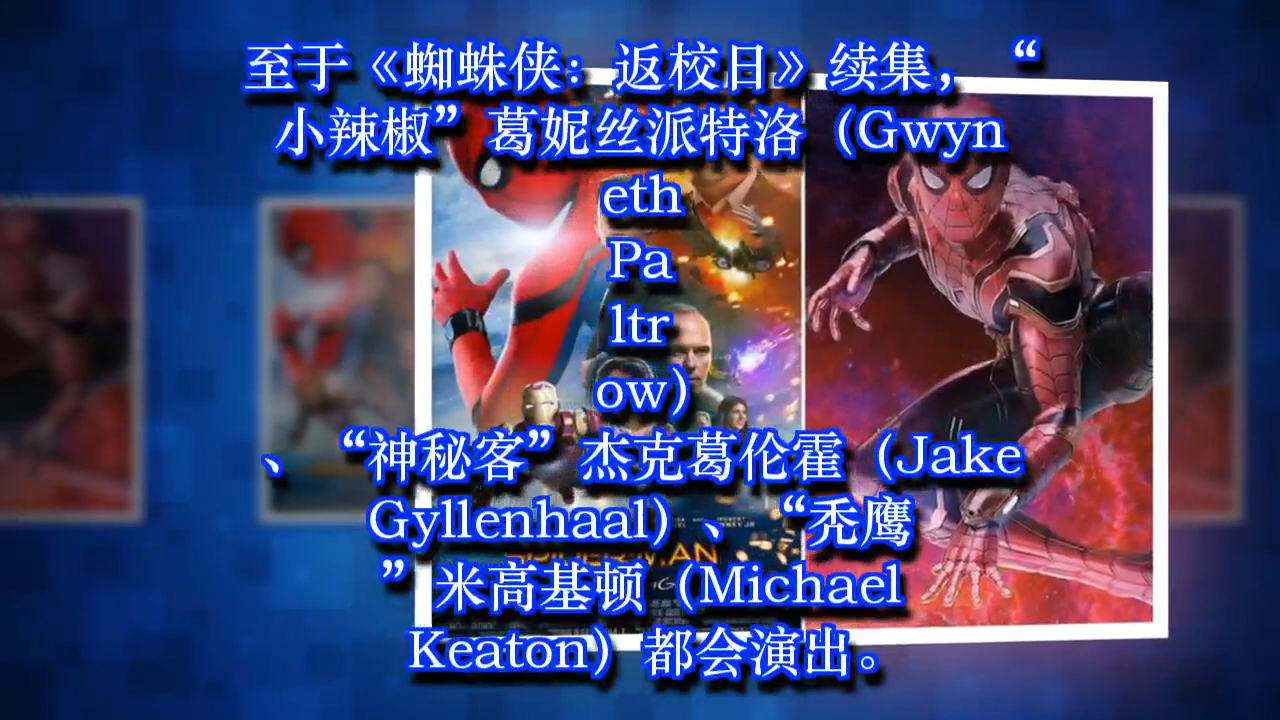 至于《蜘蛛侠：返校日》续集，“
小辣椒”葛妮丝派特洛（Gwyn
eth
Pa
ltr
ow）
、“神秘客”杰克葛伦霍（Jake
Gyllenhaal）、“秃鹰
”米高基顿（Michael
Keaton）都会演出。